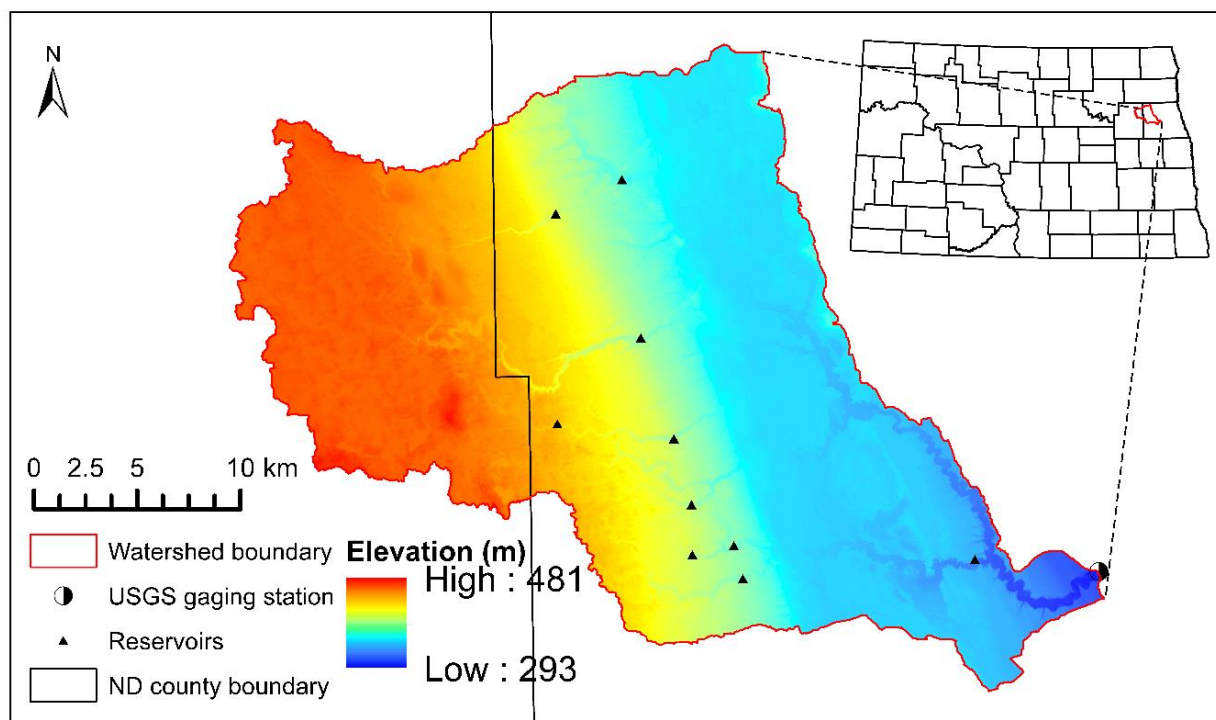 N
0 2.5 5 10 km
Watershed boundary
USGS gaging station
Reservoirs
ND county boundary
Elevation (m)
High : 481
Low : 293